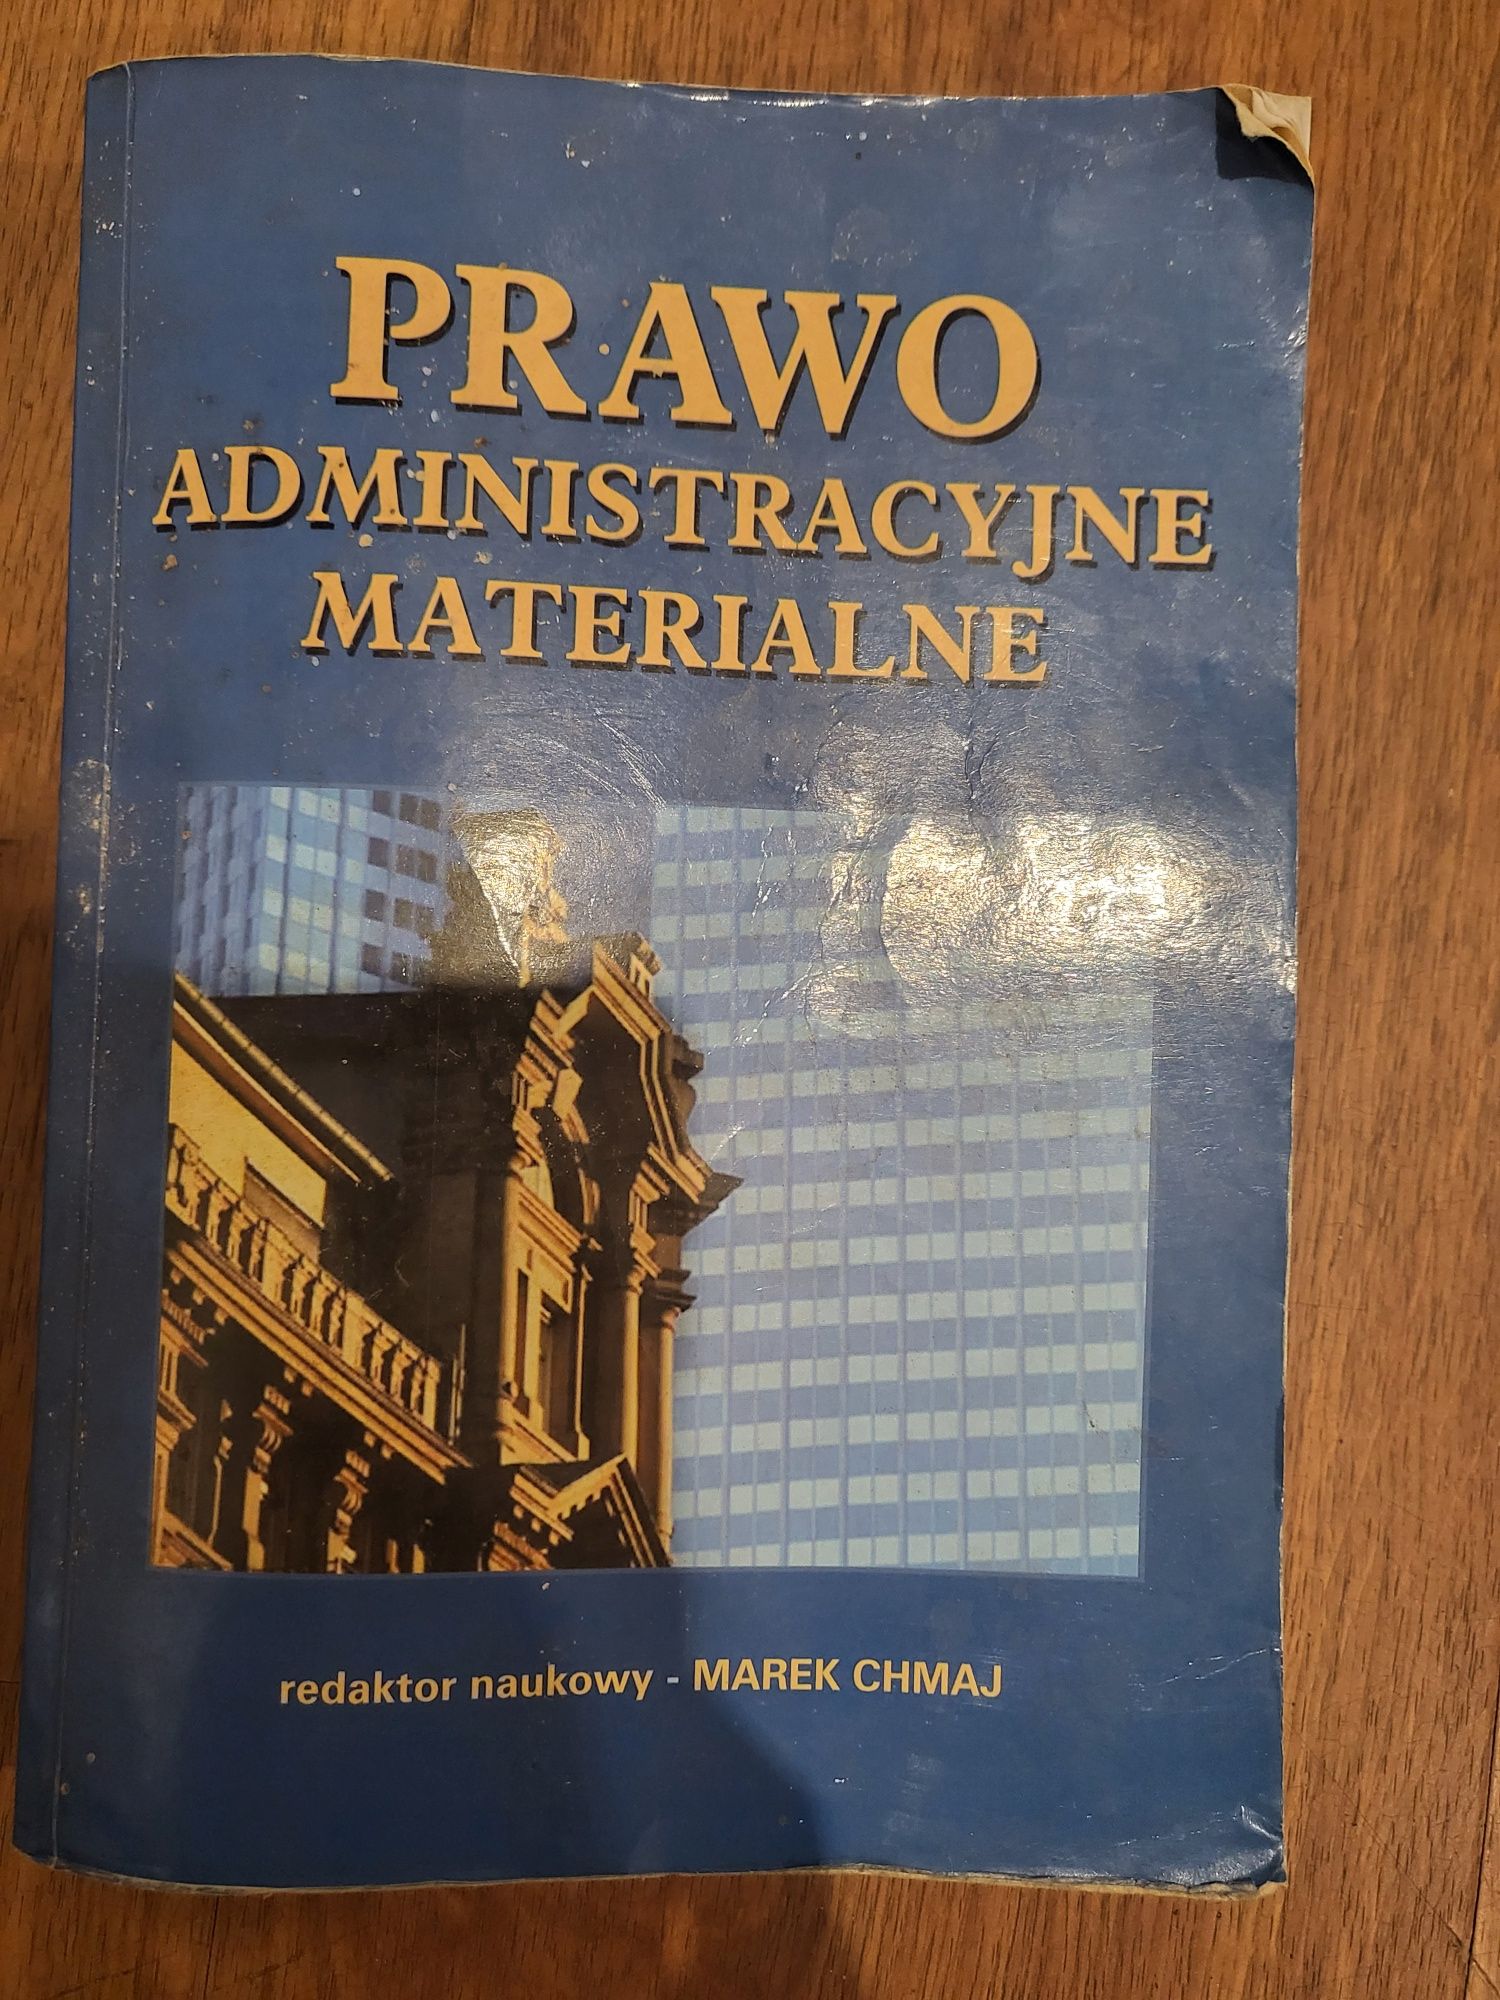 PRAWO
ADMINISTRACYJNE
MATERIALNE
redaktor naukowy - MAREK CHMAJ